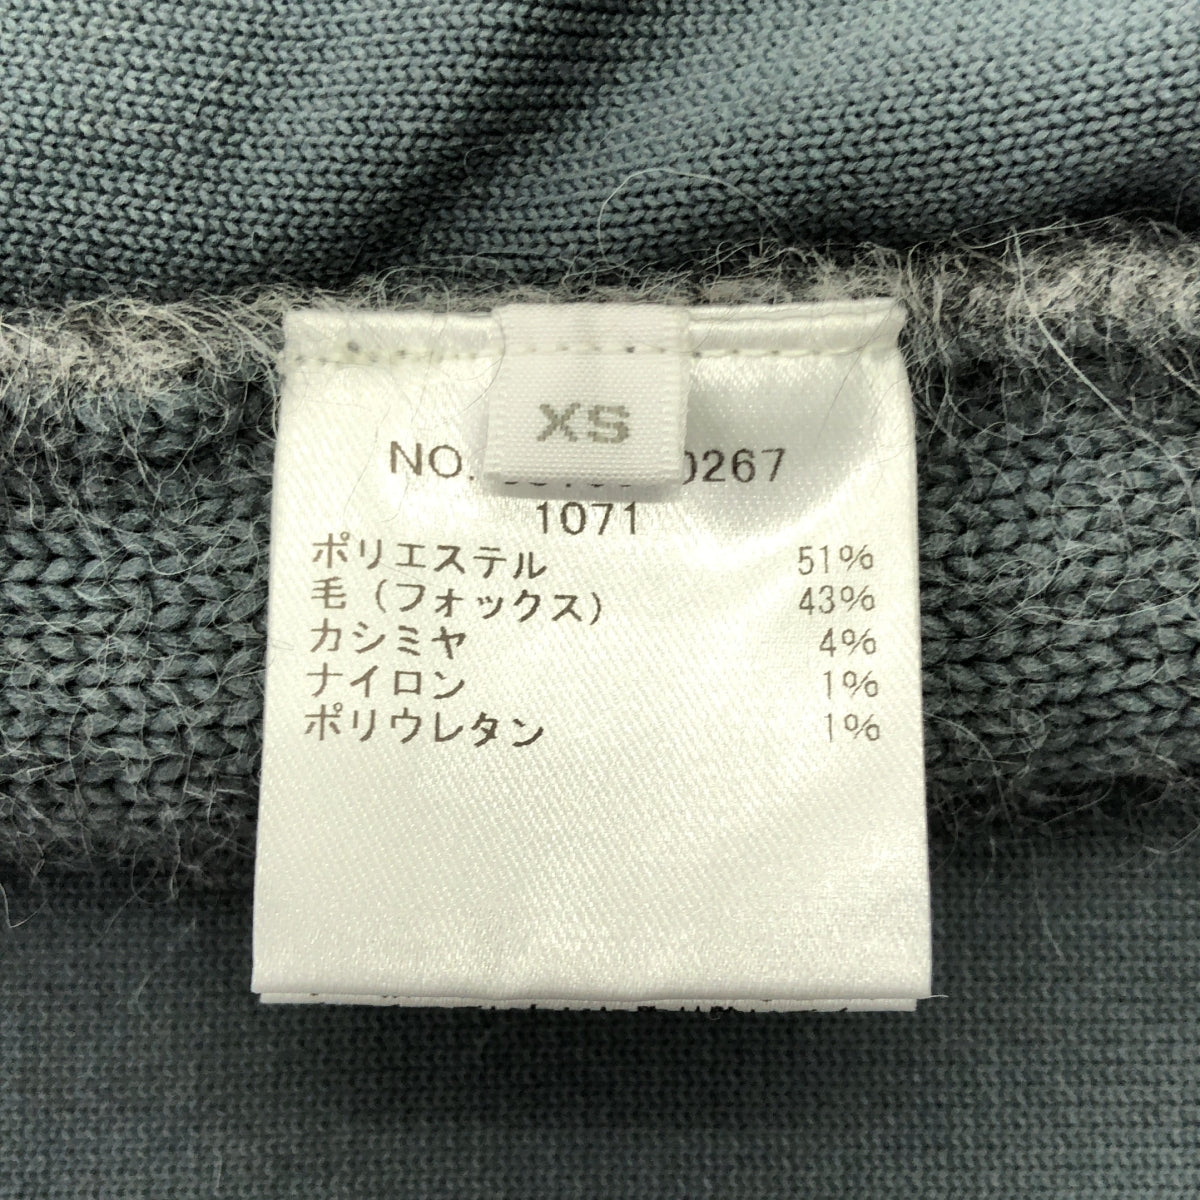 XS
NO. 0267
1071
ポリエステル 51%
毛（フォックス） 43%
カシミヤ 4%
ナイロン 1%
ポリウレタン 1%